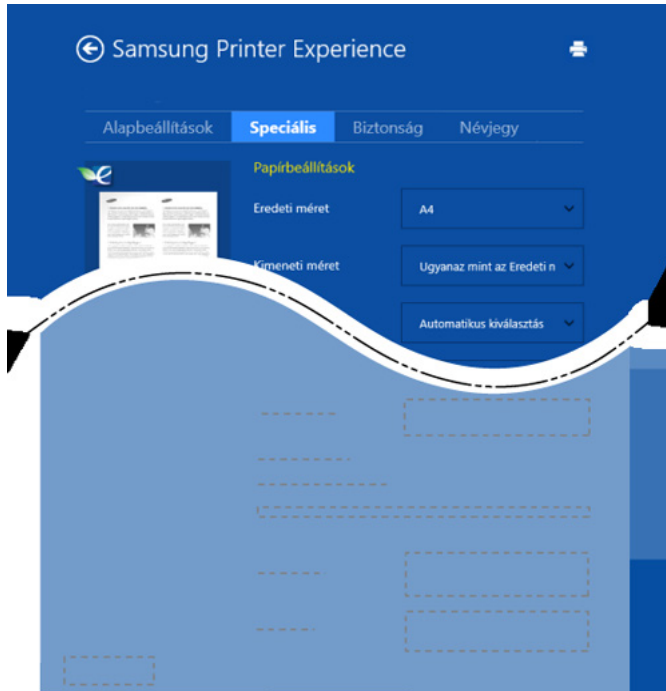 Samsung Printer Experience
Alapbeállítások Speciális Biztonság Névjegy
Papírbeállítások
Eredeti méret A4
Kimeneti méret Ugyanaz mint az Eredeti n
Automatikus kiválasztás